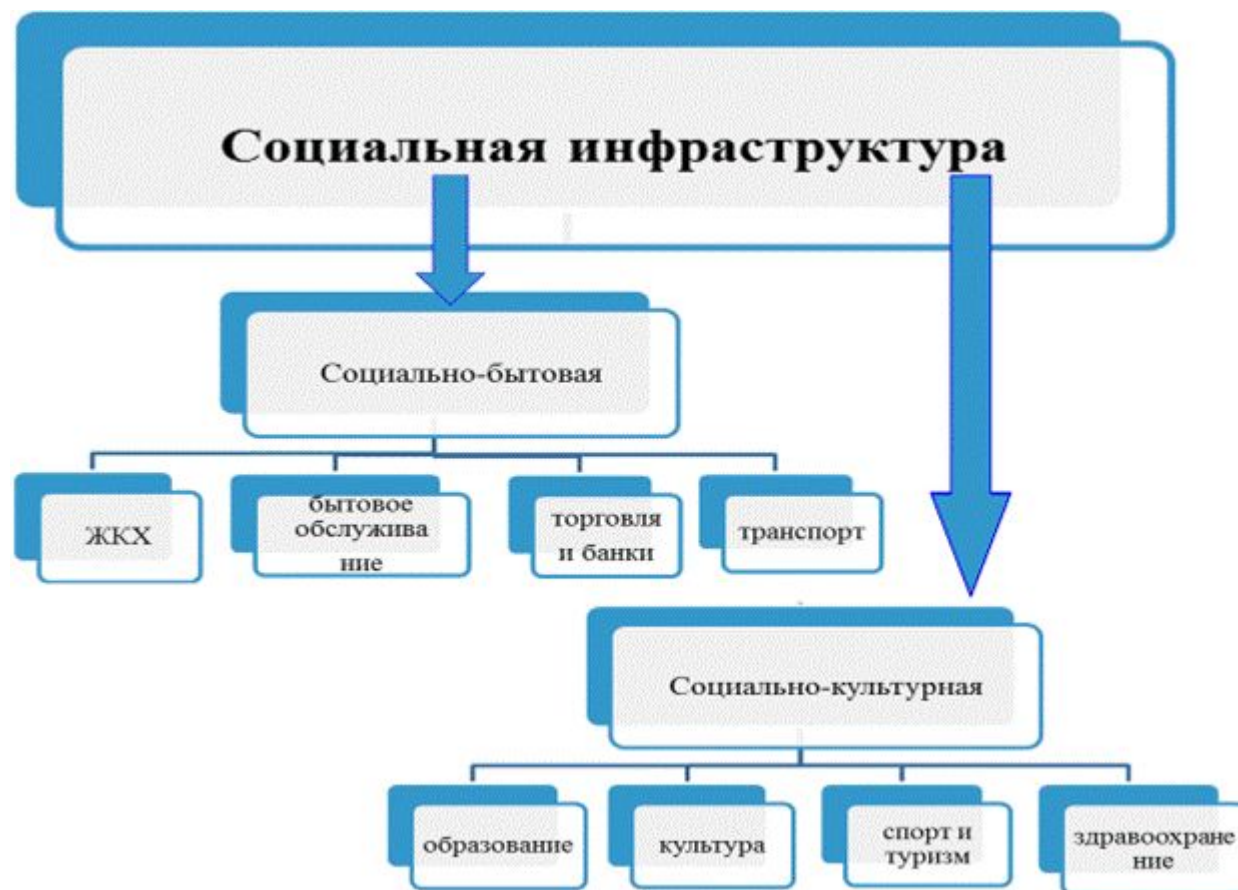 Социальная инфраструктура
Социально-бытовая
ЖКХ
бытовое
обслужива
ние
торговля
и банки
транспорт
Социально-культурная
образование
культура
спорт и
туризм
здравоохране
ние